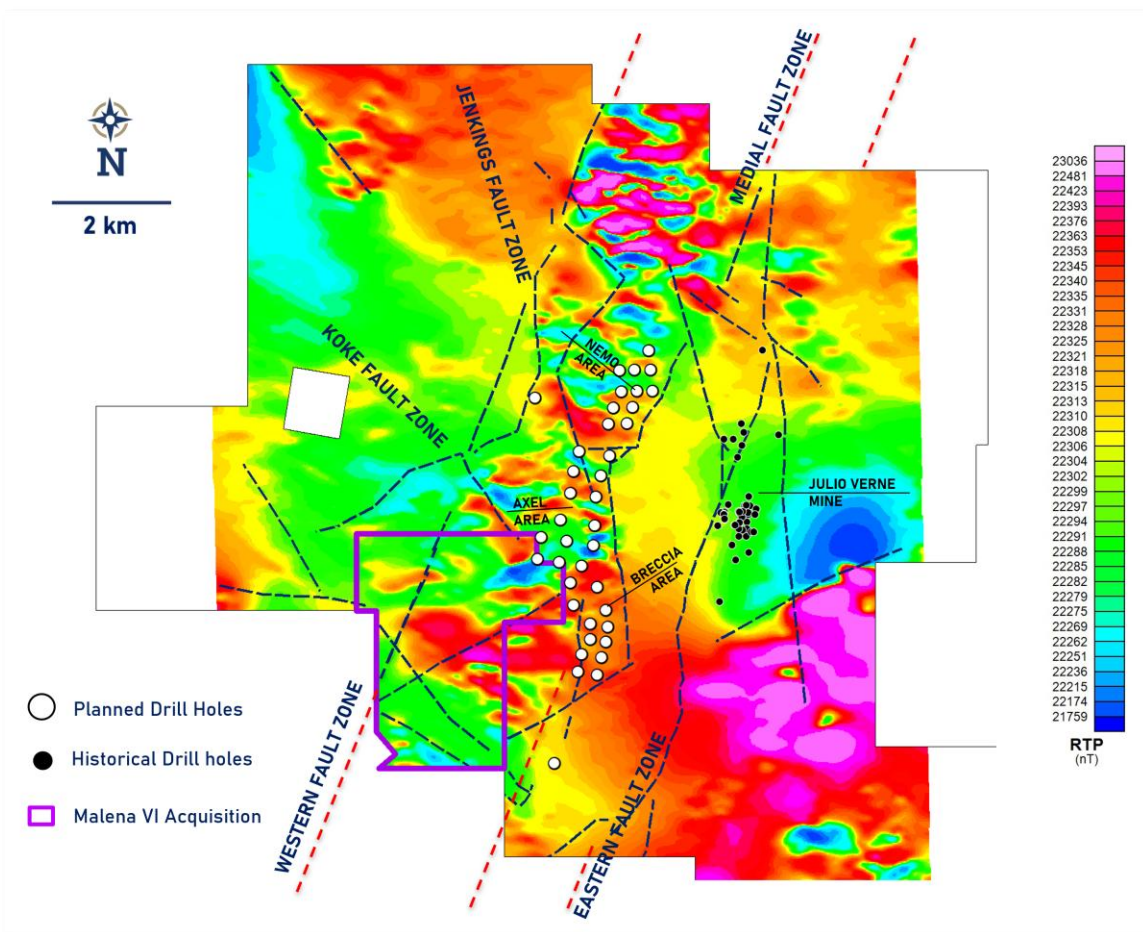 N
2 km
JENKINGS FAULT ZONE
MEDIAL FAULT ZONE
KOKE FAULT ZONE
NEMO
AREA
AXEL
AREA
JULIO VERNE
MINE
BRECCIA
AREA
WESTERN FAULT ZONE
EASTERN FAULT ZONE
Planned Drill Holes
Historical Drill holes
Malena VI Acquisition
23036
22481
22423
22393
22376
22363
22353
22345
22340
22335
22331
22328
22325
22321
22318
22315
22313
22310
22308
22306
22304
22302
22299
22297
22294
22291
22288
22285
22282
22279
22275
22269
22262
22251
22236
22215
22174
21759
RTP
(nT)